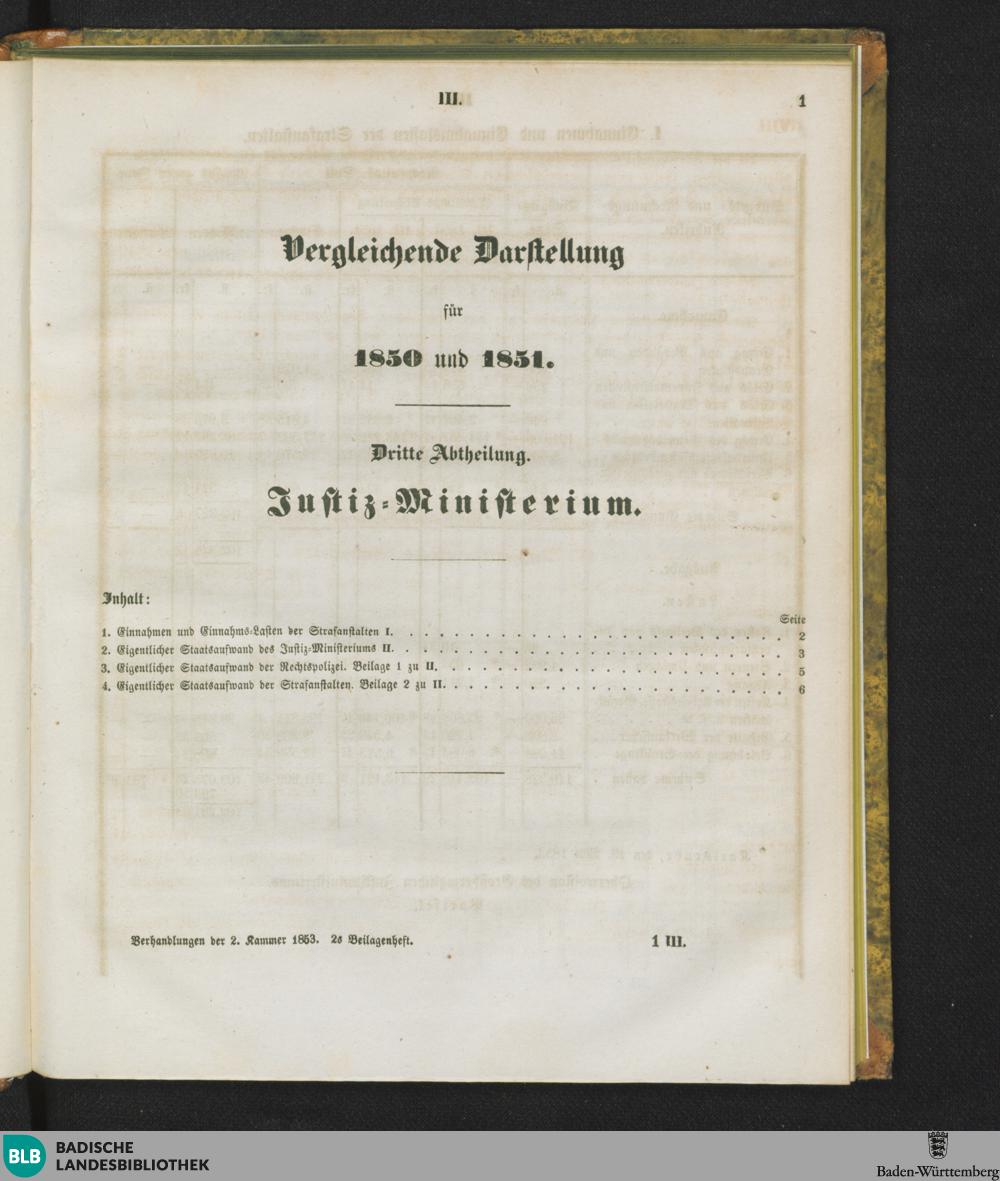 III.
1
Vergleichende Darstellung
für
1850 und 1851.
Dritte Abtheilung.
Justiz-Ministerium.
Inhalt:
Seite
1. Einnahmen und Einnahms-Lasten der Strafanstalten I. . . . . . . . . . . . . . . . . . . . . . . . . . . 2
2. Eigentlicher Staatsaufwand des Justiz-Ministeriums II. . . . . . . . . . . . . . . . . . . . . . . . . . . 3
3. Eigentlicher Staatsaufwand der Rechtspolizei. Beilage 1 zu II. . . . . . . . . . . . . . . . . . . . . . . . 5
4. Eigentlicher Staatsaufwand der Strafanstalten. Beilage 2 zu II. . . . . . . . . . . . . . . . . . . . . . . . 6
Verhandlungen der 2. Kammer 1853. 2s Beilagenheft.
1 III.
BLB BADISCHE
LANDESBIBLIOTHEK
Baden-Württemberg